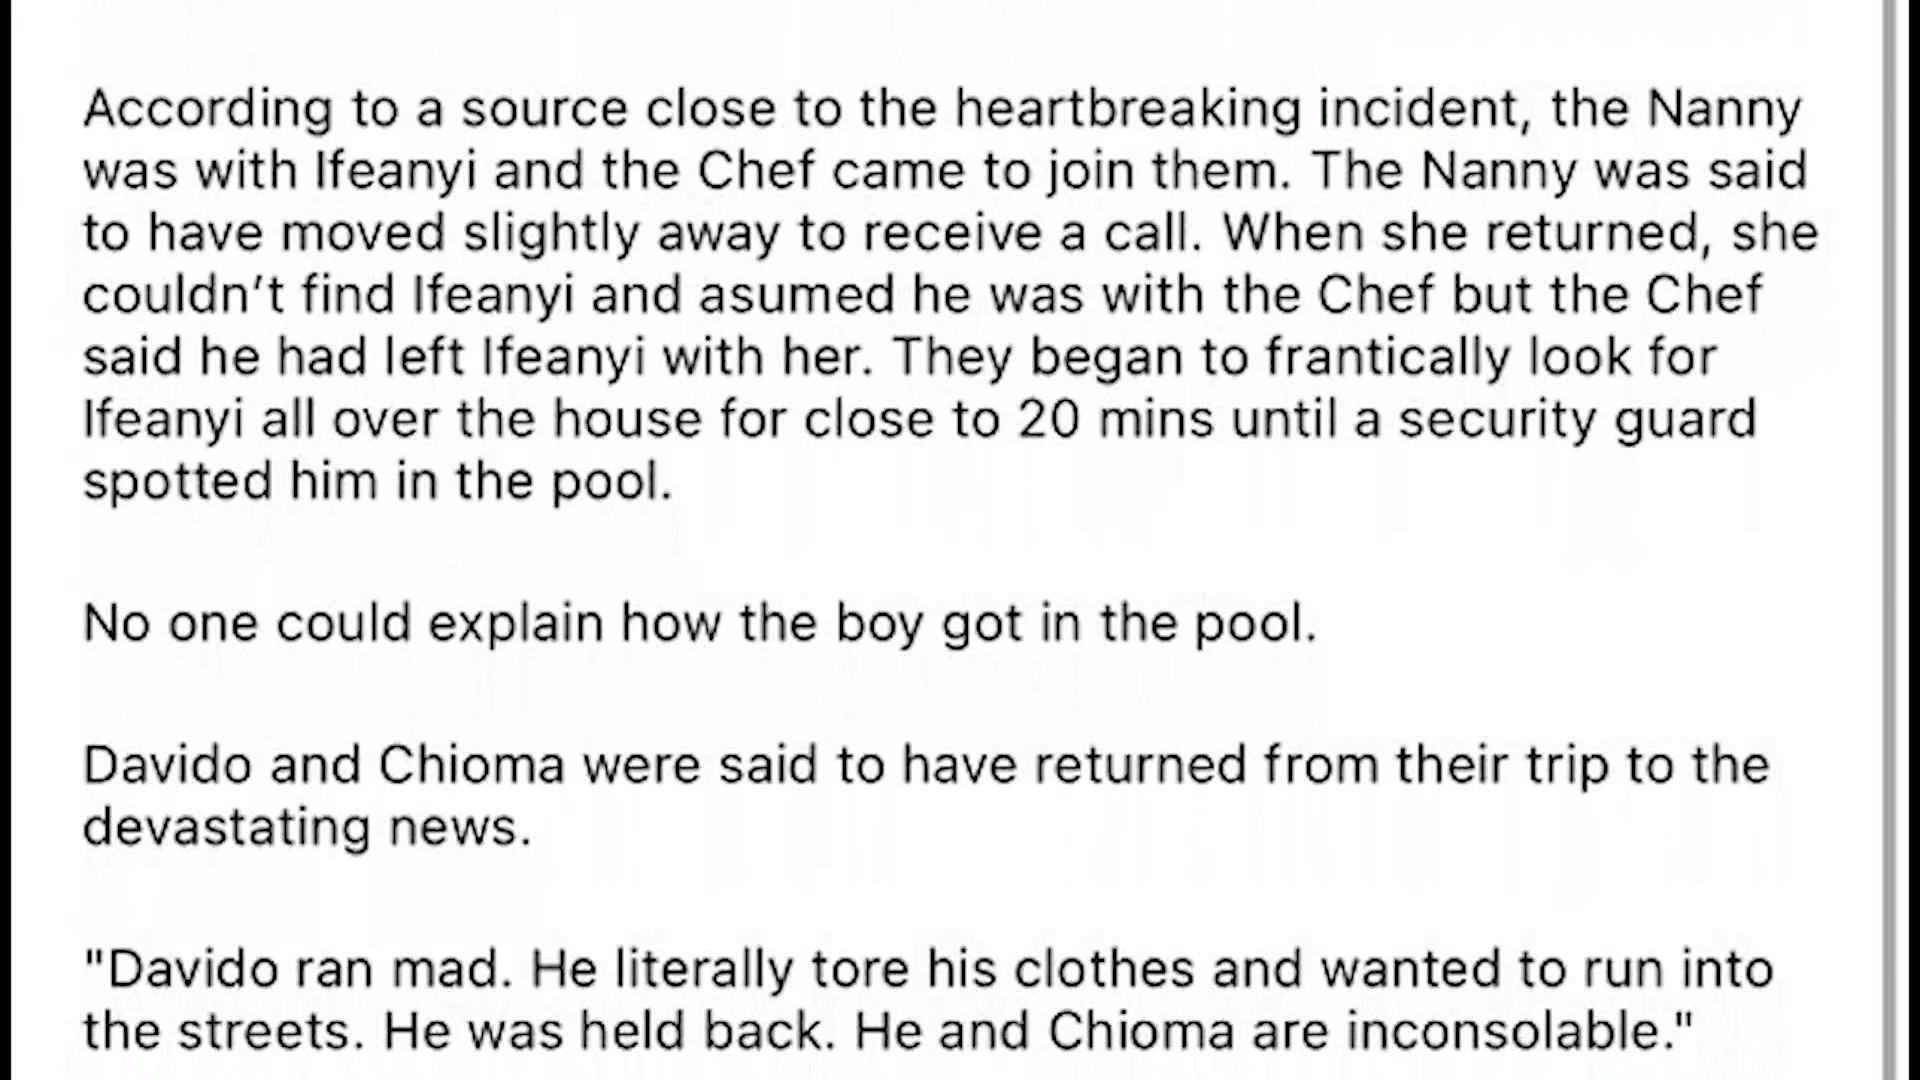 According to a source close to the heartbreaking incident, the Nanny
was with Ifeanyi and the Chef came to join them. The Nanny was said
to have moved slightly away to receive a call. When she returned, she
couldn’t find Ifeanyi and asumed he was with the Chef but the Chef
said he had left Ifeanyi with her. They began to frantically look for
Ifeanyi all over the house for close to 20 mins until a security guard
spotted him in the pool.
No one could explain how the boy got in the pool.
Davido and Chioma were said to have returned from their trip to the
devastating news.
"Davido ran mad. He literally tore his clothes and wanted to run into
the streets. He was held back. He and Chioma are inconsolable."